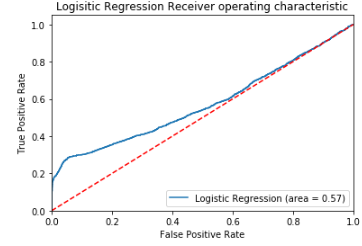 Logisitic Regression Receiver operating characteristic
1.0
0.8
0.6
0.4
0.2
0.0
True Positive Rate
Logistic Regression (area = 0.57)
0.0 0.2 0.4 0.6 0.8 1.0
False Positive Rate